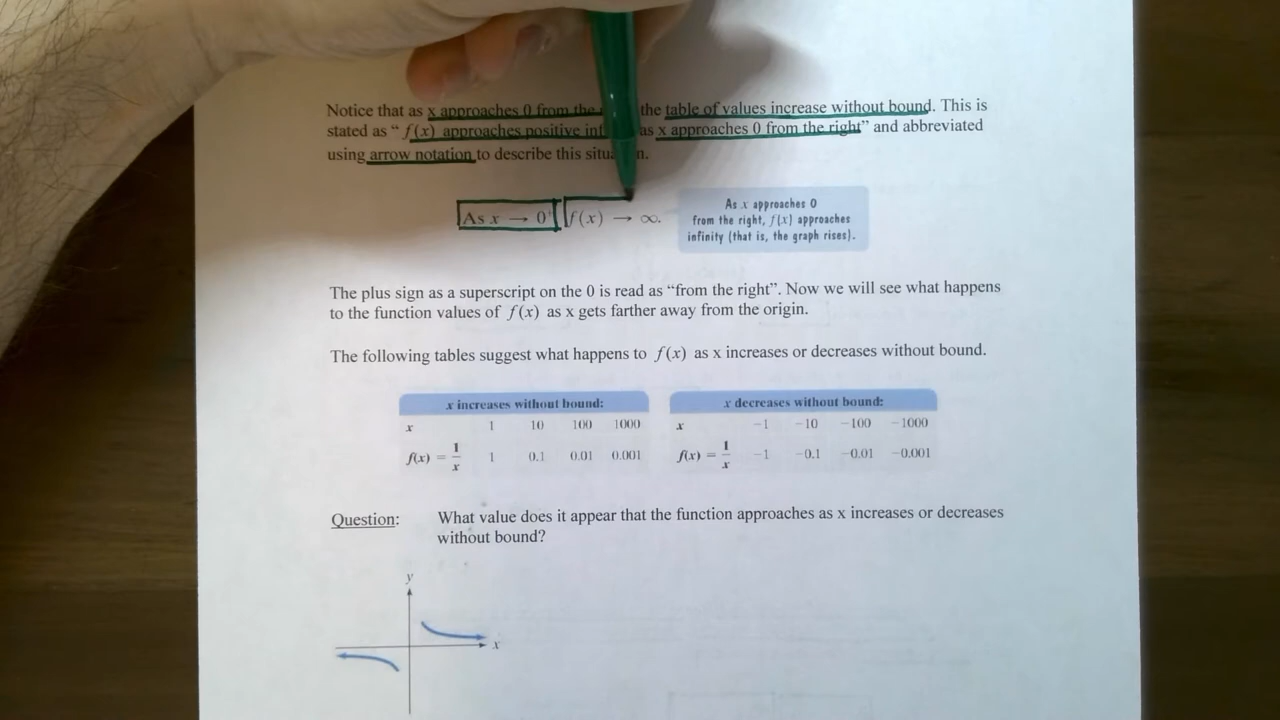 Notice that as x approaches 0 from the the table of values increase without bound. This is
stated as “ f(x) approaches positive as x approaches 0 from the right” and abbreviated
using arrow notation to describe this
As x → 0⁺ f(x) → ∞.
As x approaches 0
from the right, f(x) approaches
infinity (that is, the graph rises).
The plus sign as a superscript on the 0 is read as “from the right”. Now we will see what happens
to the function values of f(x) as x gets farther away from the origin.
The following tables suggest what happens to f(x) as x increases or decreases without bound.
x increases without bound:
x 1 10 100 1000
f(x) = 1/x 1 0.1 0.01 0.001
x decreases without bound:
x −1 −10 −100 −1000
f(x) = 1/x −1 −0.1 −0.01 −0.001
Question: What value does it appear that the function approaches as x increases or decreases
without bound?
y
x